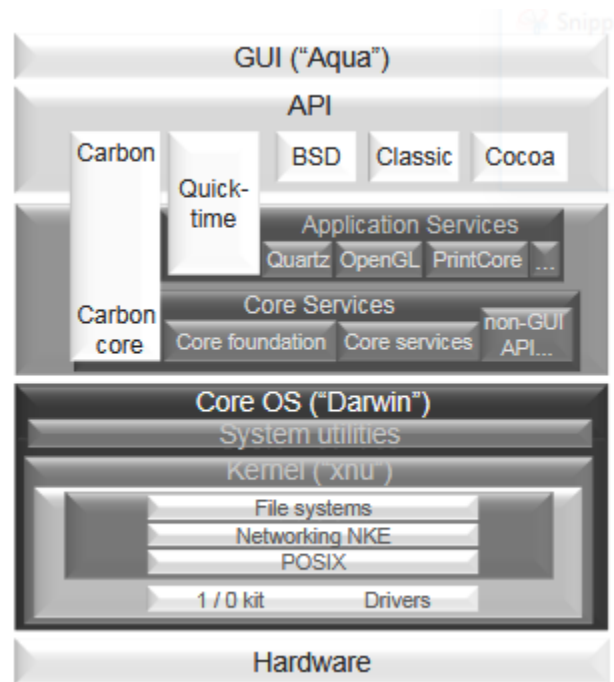 Snipp
GUI (“Aqua”)
API
Carbon
Quick-
time
BSD
Classic
Cocoa
Application Services
Quartz
OpenGL
PrintCore
...
Core Services
Carbon
core
Core foundation
Core services
non-GUI
API...
Core OS (“Darwin”)
System utilities
Kernel (“xnu”)
File systems
Networking NKE
POSIX
1 / 0 kit
Drivers
Hardware